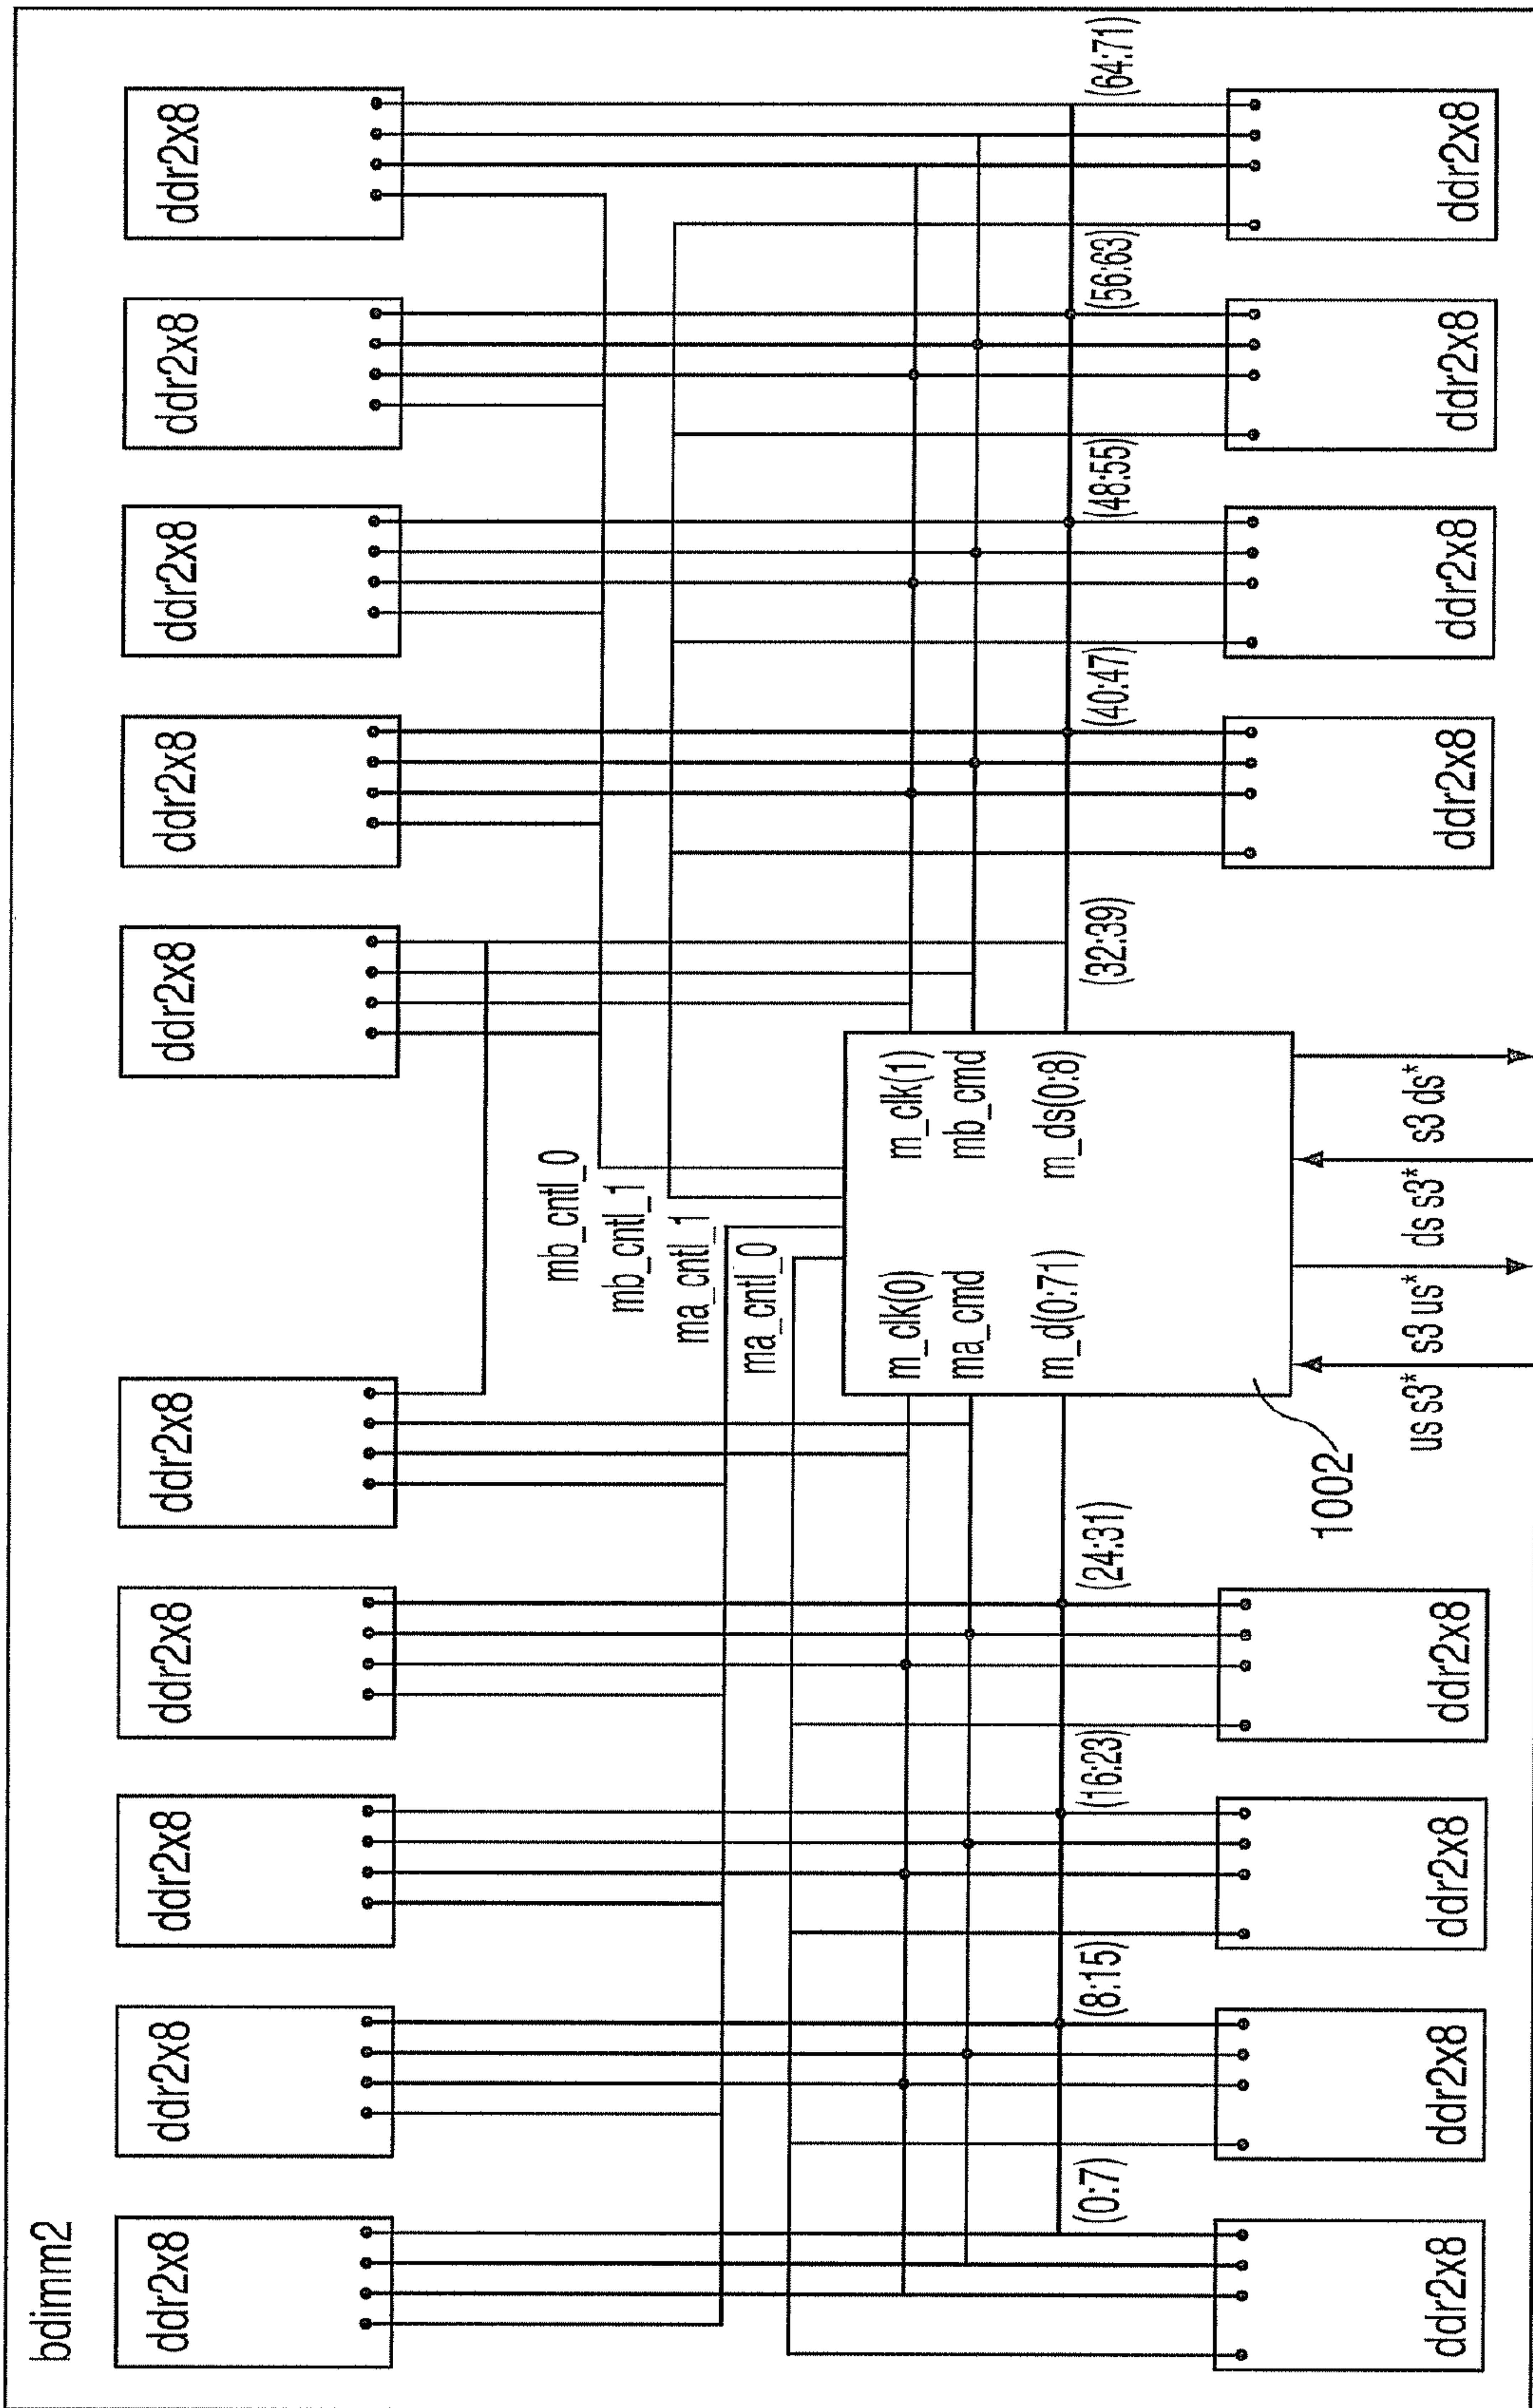 bdimm2
ddr2x8
ddr2x8
ddr2x8
ddr2x8
ddr2x8
ddr2x8
ddr2x8
ddr2x8
ddr2x8
ddr2x8
mb_cntl_0
mb_cntl_1
ma_cntl_1
ma_cntl_0
m_clk(0)
m_clk(1)
ma_cmd
mb_cmd
m_d(0:71)
m_ds(0:8)
(0:7)
(8:15)
(16:23)
(24:31)
(32:39)
(40:47)
(48:55)
(56:63)
(64:71)
ddr2x8
ddr2x8
ddr2x8
ddr2x8
ddr2x8
ddr2x8
ddr2x8
ddr2x8
1002
us s3*
s3 us*
ds s3*
s3 ds*